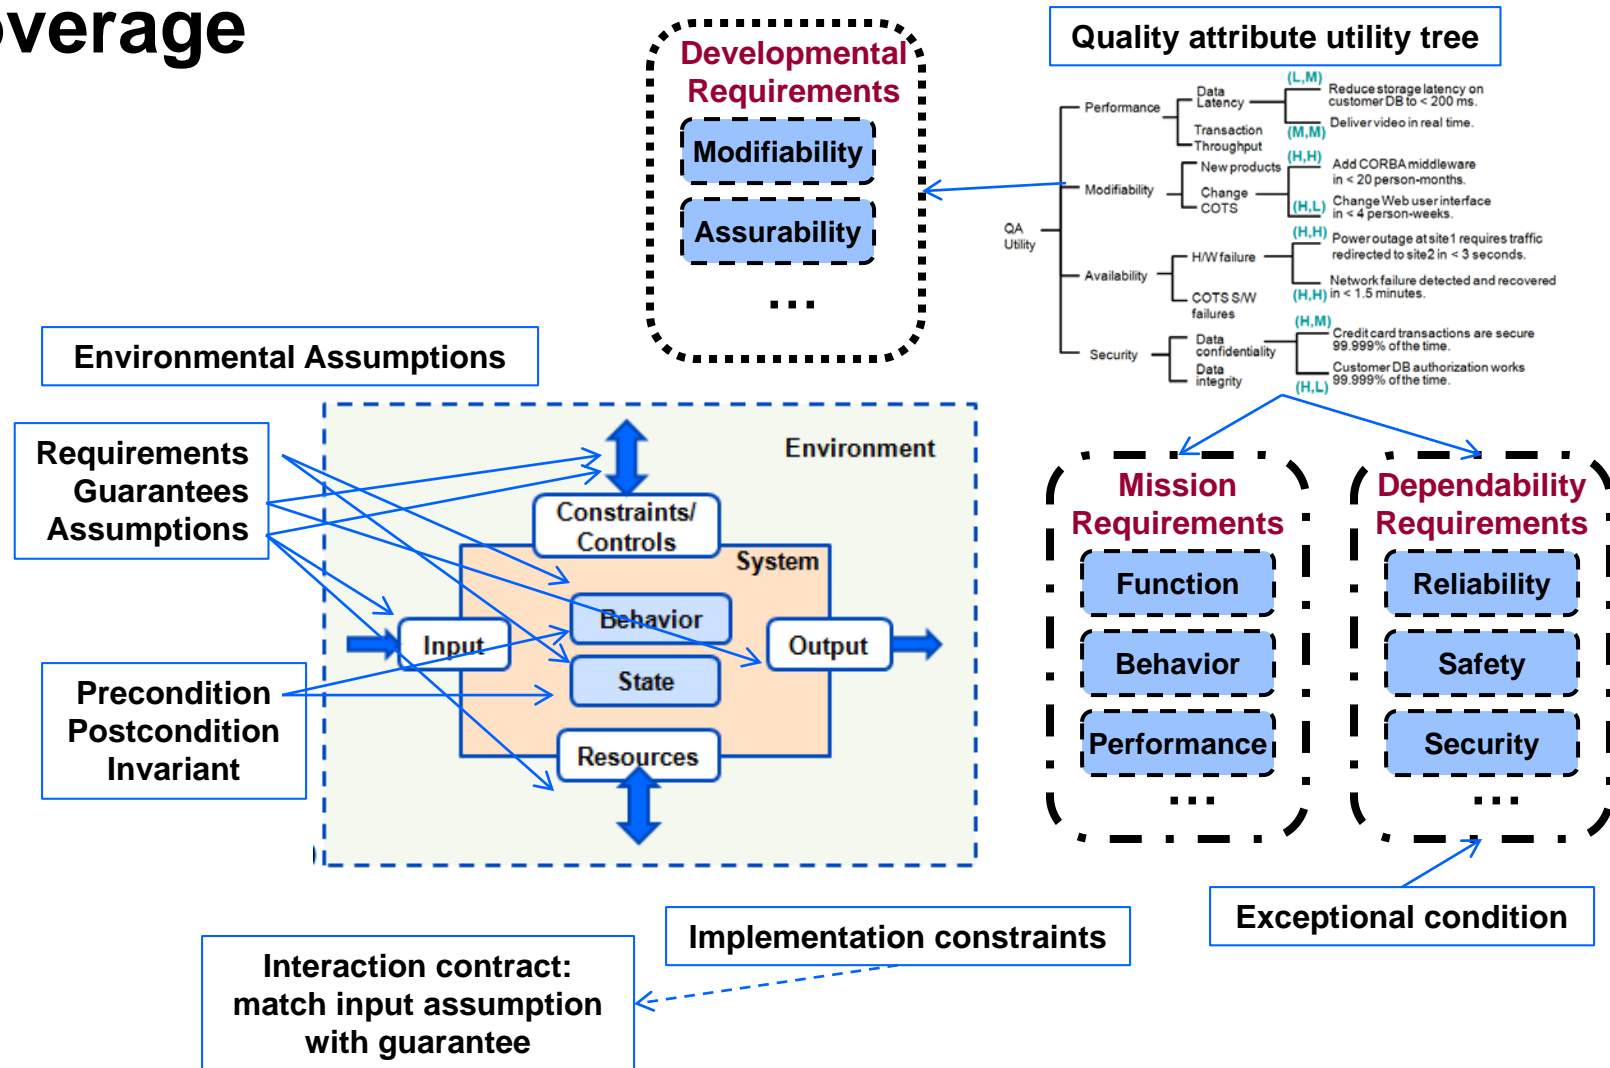 overage
Developmental
Requirements
Modifiability
Assurability
...
Quality attribute utility tree
QA
Utility
Performance
Data
Latency
(L,M)
Reduce storage latency on
customer DB to < 200 ms.
Deliver video in real time.
(M,M)
Transaction
Throughput
Modifiability
New products
(H,H)
Add CORBA middleware
in < 20 person-months.
Change
COTS
(H,L)
Change Web user interface
in < 4 person-weeks.
Availability
H/W failure
(H,H)
Power outage at site1 requires traffic
redirected to site2 in < 3 seconds.
Network failure detected and recovered
in < 1.5 minutes.
(H,H)
COTS S/W
failures
Security
Data
confidentiality
(H,M)
Credit card transactions are secure
99.999% of the time.
Data
integrity
Customer DB authorization works
99.999% of the time.
(H,L)
Environmental Assumptions
Requirements
Guarantees
Assumptions
Precondition
Postcondition
Invariant
Environment
Constraints/
Controls
System
Behavior
Input
Output
State
Resources
Mission
Requirements
Function
Behavior
Performance
...
Dependability
Requirements
Reliability
Safety
Security
...
Exceptional condition
Implementation constraints
Interaction contract:
match input assumption
with guarantee